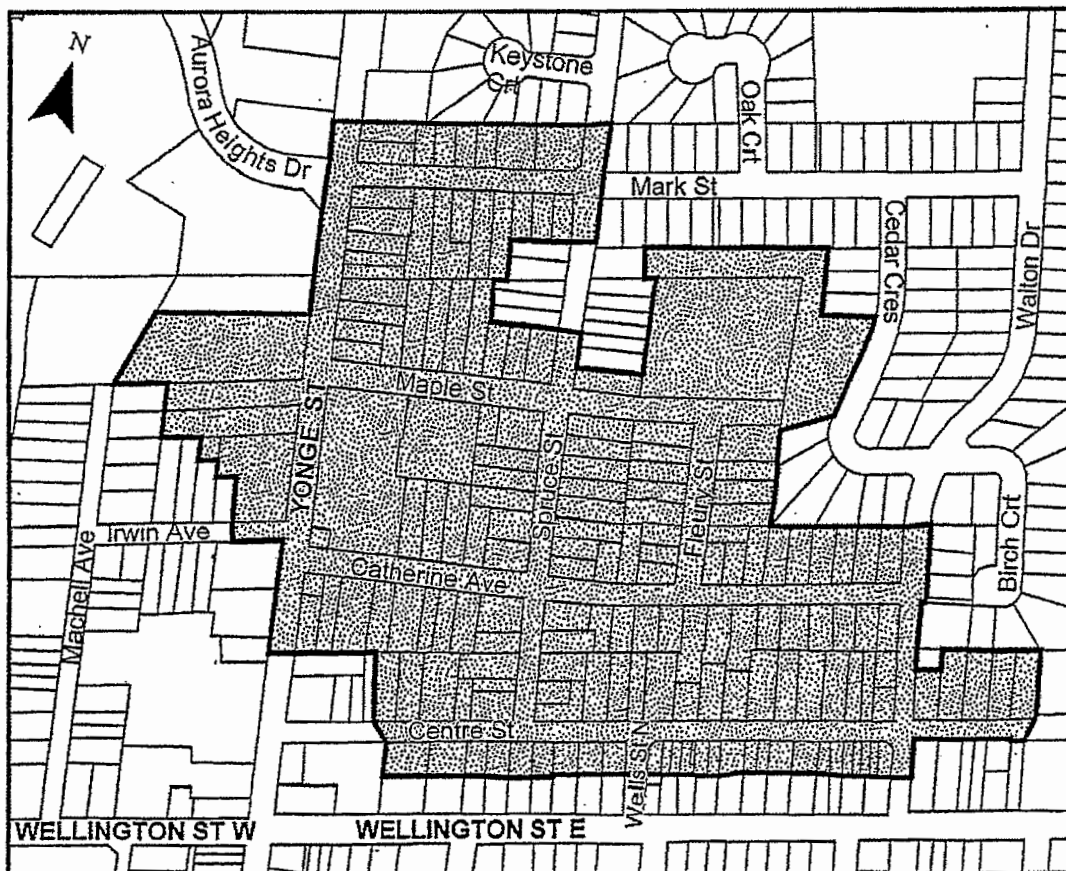 N
Aurora Heights Dr
Keystone
Crt
Oak Crt
Mark St
Cedar Cres
Walton Dr
Maple St
YONGE S
Spruce St
Fleury St
Irwin Ave
Machell Ave
Catherine Ave
Birch Crt
Centre St
Wells St N
WELLINGTON ST W
WELLINGTON ST E